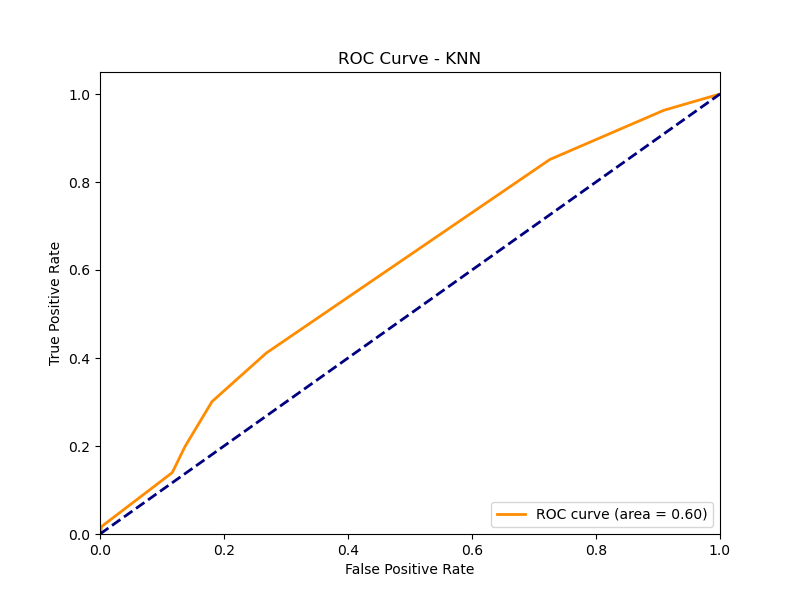 ROC Curve - KNN
True Positive Rate
1.0
0.8
0.6
0.4
0.2
0.0
0.0 0.2 0.4 0.6 0.8 1.0
False Positive Rate
ROC curve (area = 0.60)